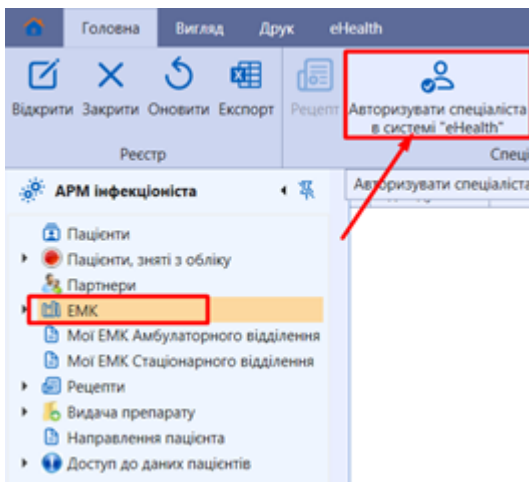 Головна Вигляд Друк eHealth
Відкрити Закрити Оновити Експорт Рецепт Авторизувати спеціаліста
в системі "eHealth"
Реєстр Спеці
АРМ інфекціоніста
Авторизувати спеціаліста
Пацієнти
Пацієнти, зняті з обліку
Партнери
ЕМК
Мої ЕМК Амбулаторного відділення
Мої ЕМК Стаціонарного відділення
Рецепти
Видача препарату
Направлення пацієнта
Доступ до даних пацієнтів